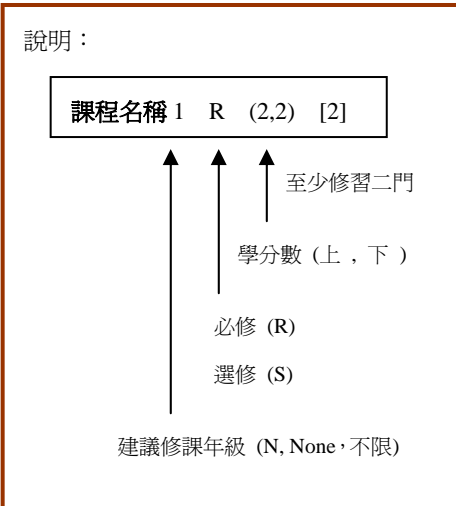 說明：
課程名稱 1 R (2,2) [2]
至少修習二門
學分數 (上 , 下 )
必修 (R)
選修 (S)
建議修課年級 (N, None，不限)